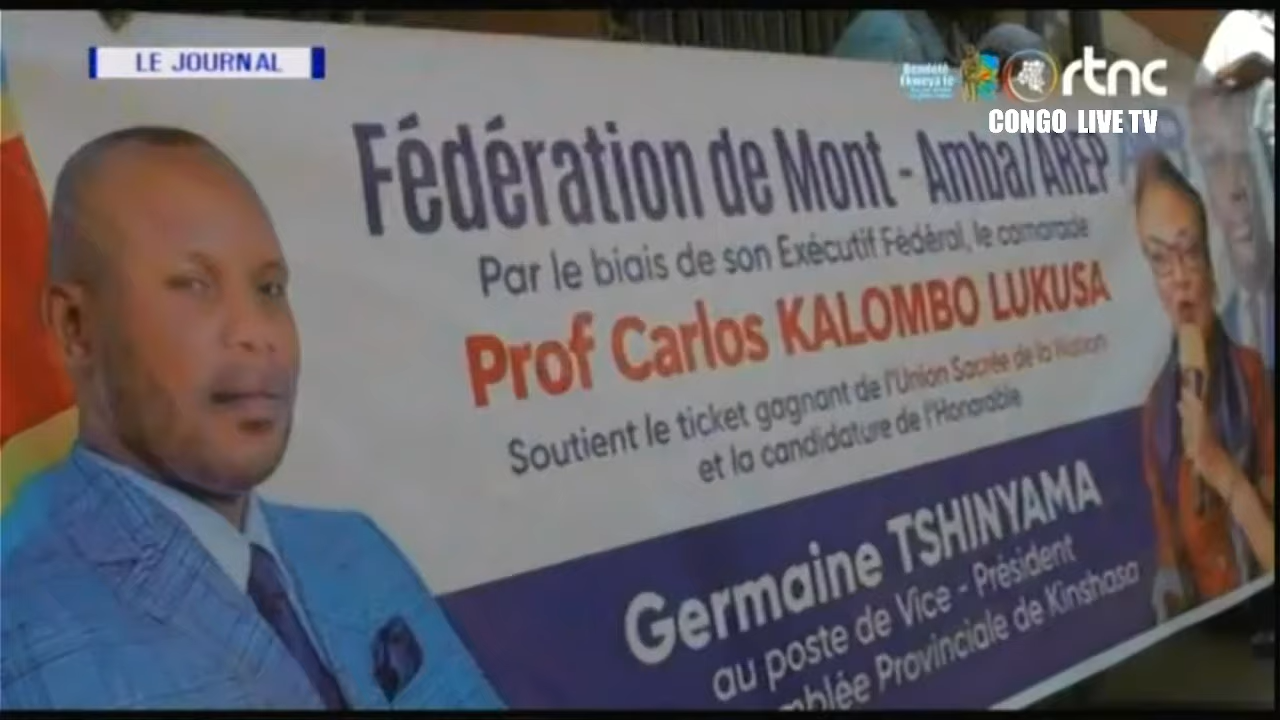 LE JOURNAL
rtnc
CONGO LIVE TV
Fédération de Mont - Amba/AREP
Par le biais de son Exécutif Fédéral, le camarade
Prof Carlos KALOMBO LUKUSA
Soutient le ticket gagnant de l'Union Sacrée de la Nation
et la candidature de l'Honorable
Germaine TSHINYAMA
au poste de Vice - Président
mblée Provinciale de Kinshasa